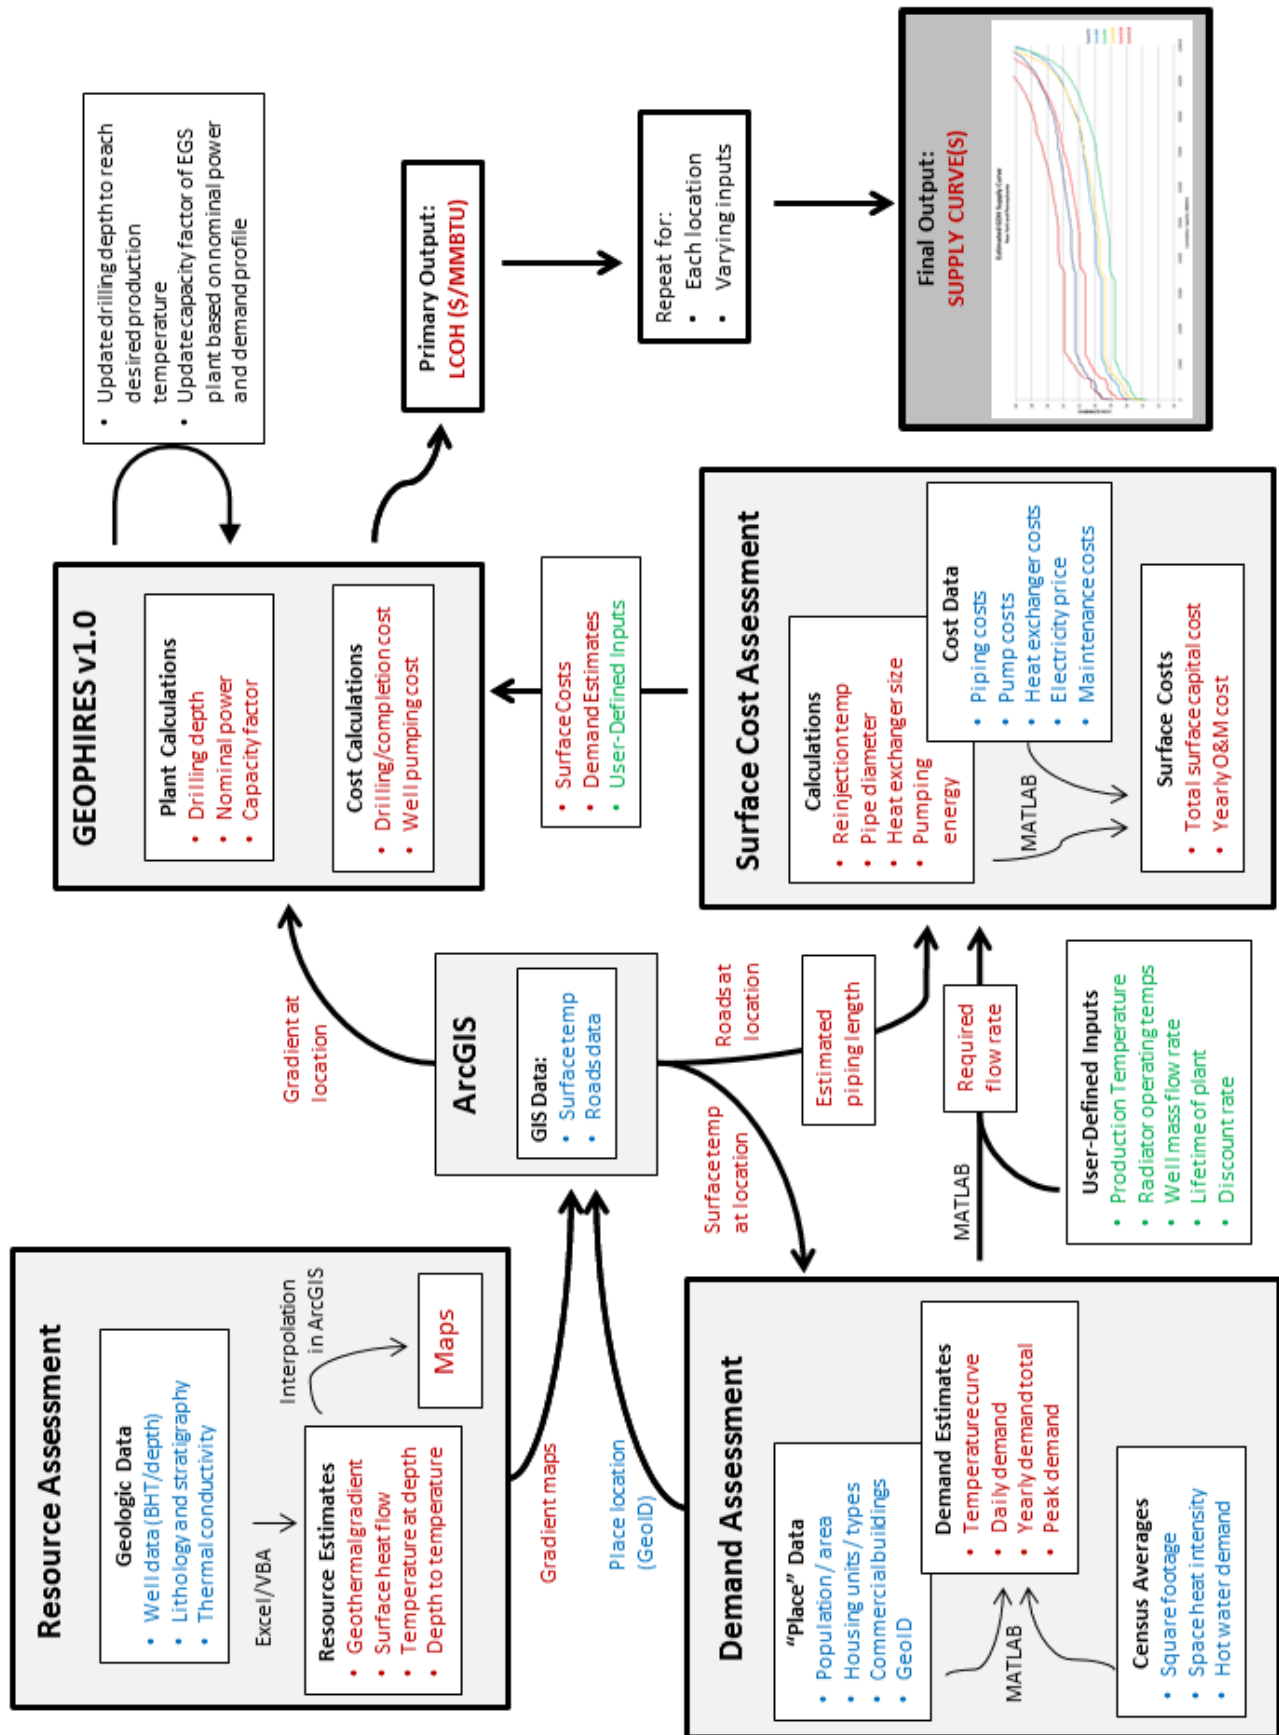 Resource Assessment
Geologic Data
• Well data (BHT/depth)
• Lithology and stratigraphy
• Thermal conductivity
Excel/VBA
Resource Estimates
• Geothermal gradient
• Surface heat flow
• Temperature at depth
• Depth to temperature
Interpolation
in ArcGIS
Maps
Gradient maps
Place location
(GeoID)
Demand Assessment
"Place" Data
• Population / area
• Housing units / types
• Commercial buildings
• GeoID
Demand Estimates
• Temperature curve
• Daily demand
• Yearly demand total
• Peak demand
MATLAB
Census Averages
• Square footage
• Space heat intensity
• Hot water demand
ArcGIS
GIS Data:
• Surface temp
• Roads data
Gradient at
location
Surface temp
at location
Roads at
location
Estimated
piping length
MATLAB
Required
flow rate
User-Defined Inputs
• Production Temperature
• Radiator operating temps
• Well mass flow rate
• Lifetime of plant
• Discount rate
GEOPHIRES v1.0
Plant Calculations
• Drilling depth
• Nominal power
• Capacity factor
Cost Calculations
• Drilling/completion cost
• Well pumping cost
• Surface Costs
• Demand Estimates
• User-Defined Inputs
Surface Cost Assessment
Calculations
• Reinjection temp
• Pipe diameter
• Heat exchanger size
• Pumping
energy
Cost Data
• Piping costs
• Pump costs
• Heat exchanger costs
• Electricity price
• Maintenance costs
MATLAB
Surface Costs
• Total surface capital cost
• Yearly O&M cost
• Update drilling depth to reach
desired production
temperature
• Update capacity factor of EGS
plant based on nominal power
and demand profile
Primary Output:
LCOH ($/MMBTU)
Repeat for:
• Each location
• Varying inputs
Final Output:
SUPPLY CURVE(S)
Estimated GDH Supply Curve
New York and Pennsylvania